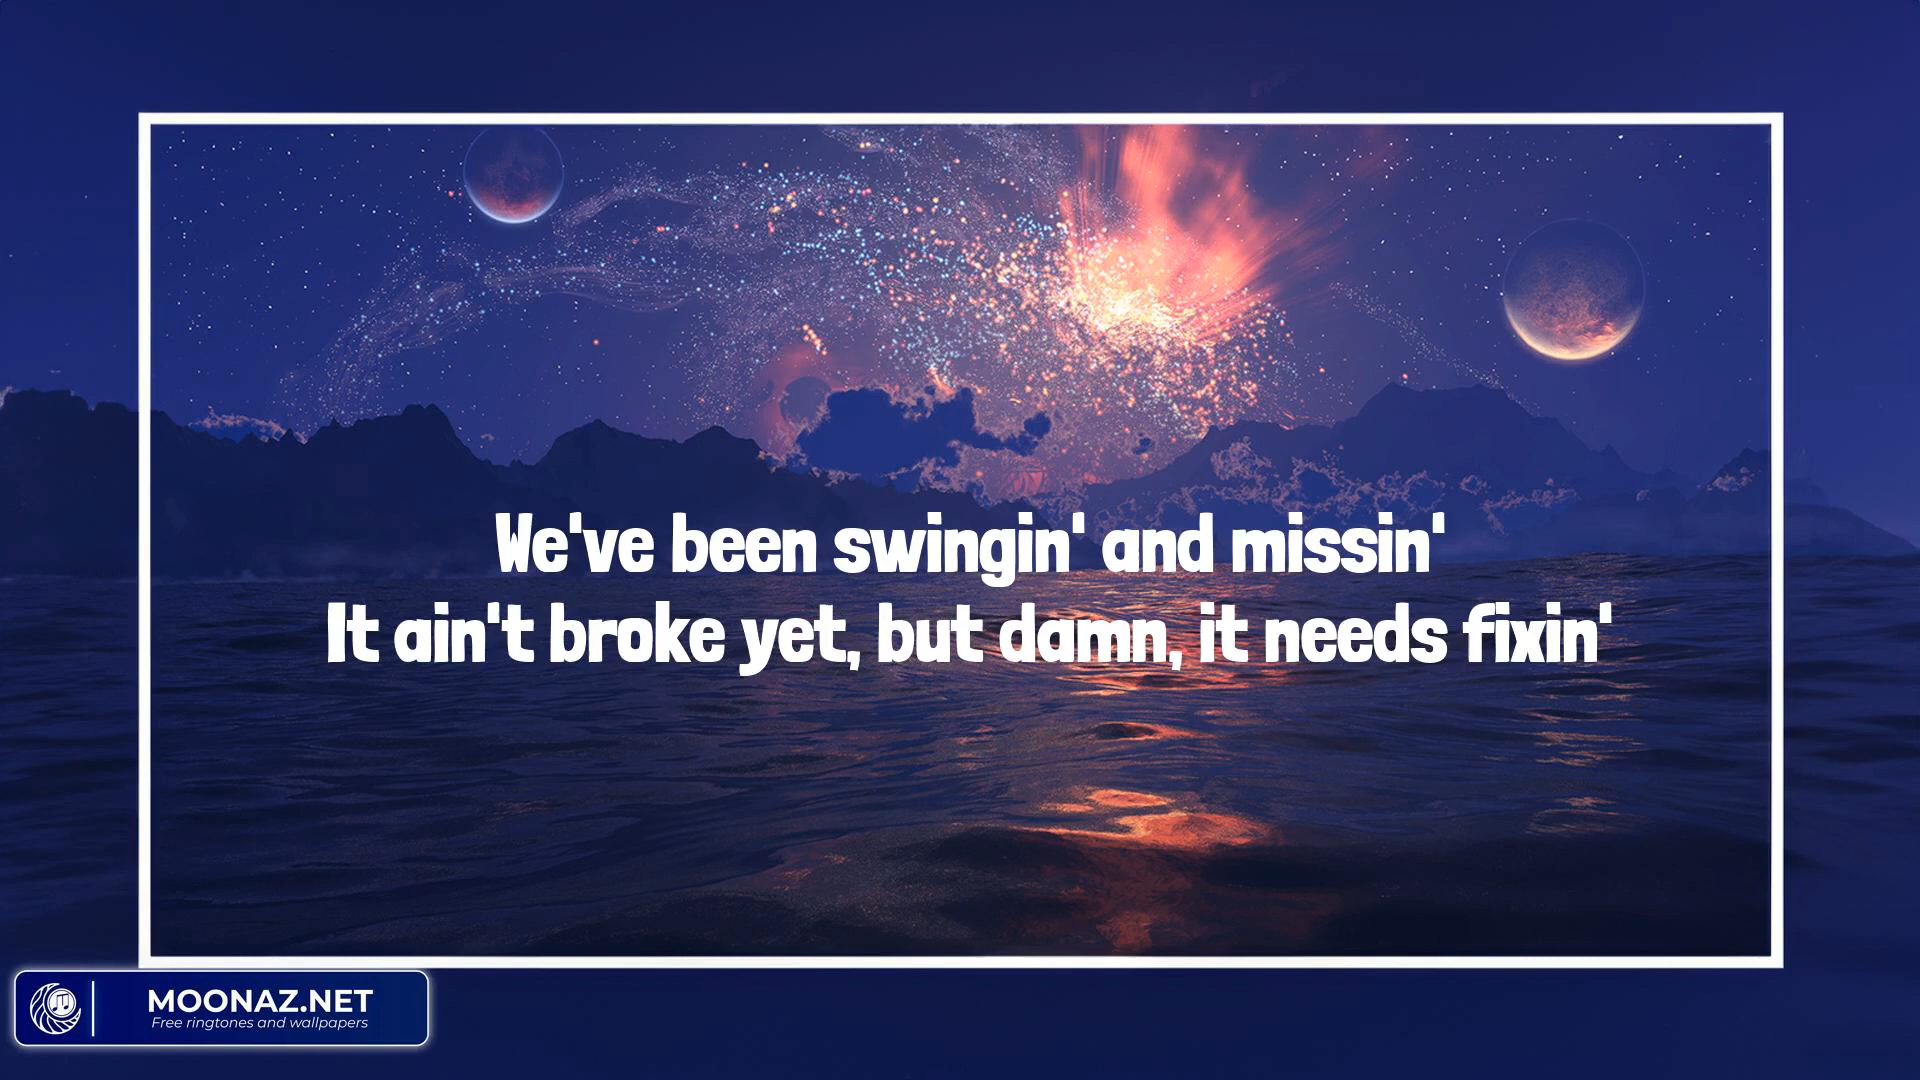 We've been swingin' and missin'
It ain't broke yet, but damn, it needs fixin'
MOONAZ.NET
Free ringtones and wallpapers